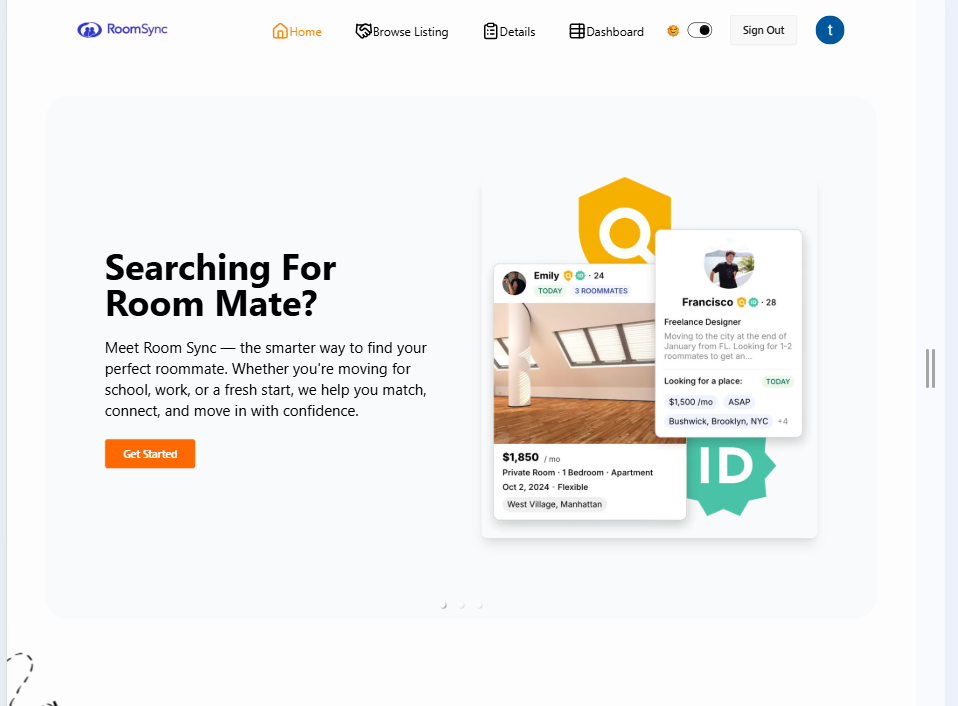 RoomSync
Home
Browse Listing
Details
Dashboard
Sign Out
t
Searching For
Room Mate?
Meet Room Sync — the smarter way to find your
perfect roommate. Whether you're moving for
school, work, or a fresh start, we help you match,
connect, and move in with confidence.
Get Started
Emily ID · 24
TODAY 3 ROOMMATES
$1,850 / mo
Private Room · 1 Bedroom · Apartment
Oct 2, 2024 · Flexible
West Village, Manhattan
Francisco ID · 28
Freelance Designer
Moving to the city at the end of
January from FL. Looking for 1-2
roommates to get an...
Looking for a place: TODAY
$1,500 /mo ASAP
Bushwick, Brooklyn, NYC +4
ID